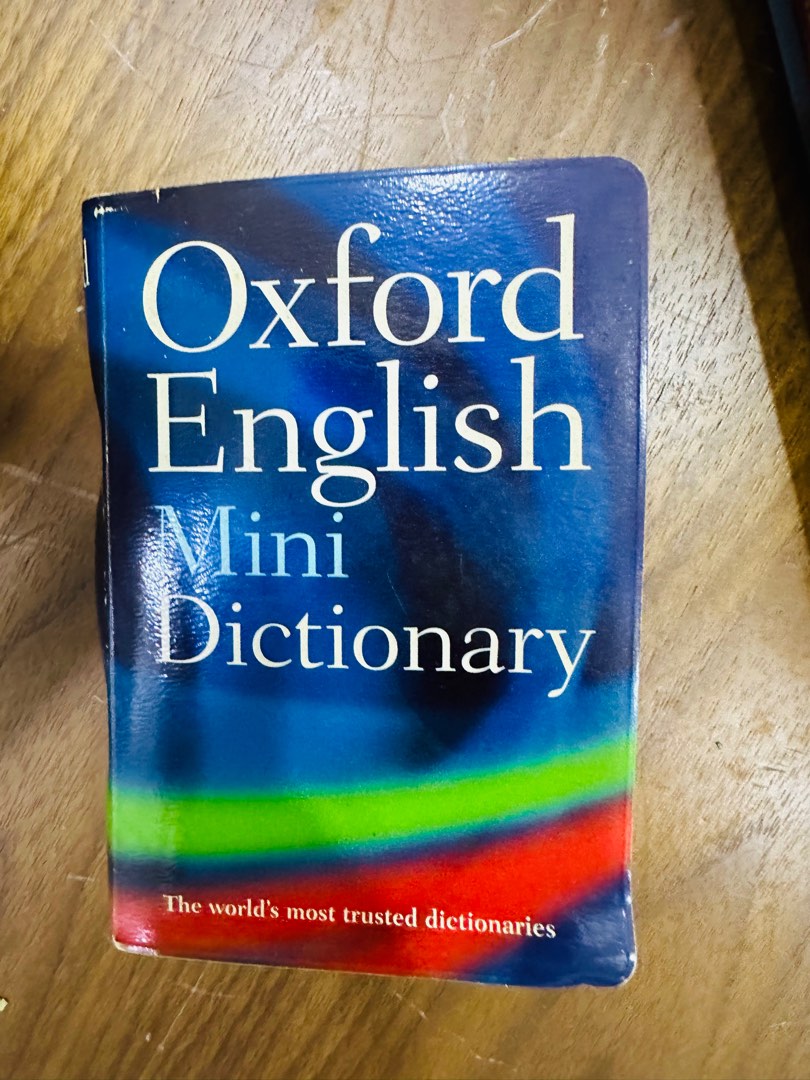 Oxford
English
Mini
Dictionary
The world's most trusted dictionaries